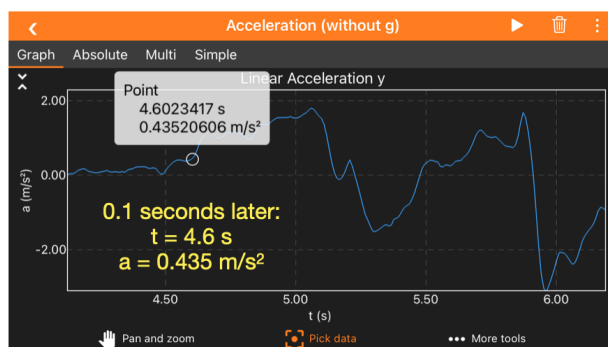 Acceleration (without g)
Graph Absolute Multi Simple
Linear Acceleration y
Point
4.6023417 s
0.43520606 m/s²
2.00
0.00
-2.00
a (m/s²)
0.1 seconds later:
t = 4.6 s
a = 0.435 m/s²
4.50 5.00 5.50 6.00
t (s)
Pan and zoom Pick data More tools